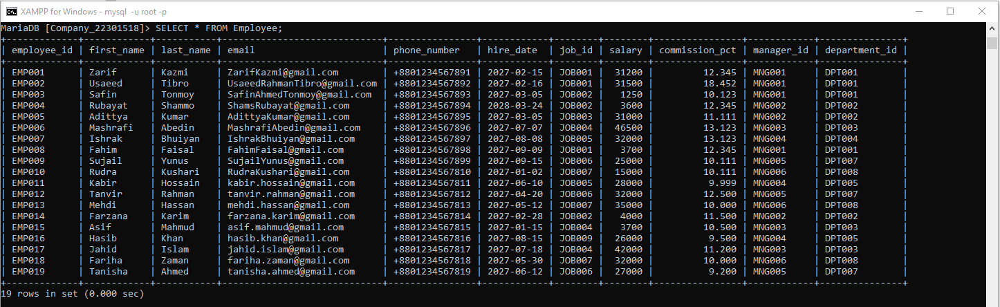 XAMPP for Windows - mysql -u root -p
MariaDB [Company_22301518]> SELECT * FROM Employee;
+-------------+------------+-----------+----------------------------+----------------+------------+--------+--------+----------------+------------+---------------+
| employee_id | first_name | last_name | email                      | phone_number   | hire_date  | job_id | salary | commission_pct | manager_id | department_id |
+-------------+------------+-----------+----------------------------+----------------+------------+--------+--------+----------------+------------+---------------+
| EMP001      | Zarif      | Kazmi     | ZarifKazmi@gmail.com       | +8801234567891 | 2027-02-15 | JOB001 |  31200 |         12.345 | MNG001     | DPT001        |
| EMP002      | Usaeed     | Tibro     | UsaeedRahmanTibro@gmail.com | +8801234567892 | 2027-02-16 | JOB001 |  31500 |         18.452 | MNG001     | DPT001        |
| EMP003      | Safin      | Tonmoy    | SafinAhmedTonmoy@gmail.com | +8801234567893 | 2027-03-05 | JOB002 |   1250 |         10.123 | MNG001     | DPT001        |
| EMP004      | Rubayat    | Shammo    | ShamsRubayat@gmail.com     | +8801234567894 | 2028-03-24 | JOB002 |   3600 |         12.345 | MNG002     | DPT002        |
| EMP005      | Adittya    | Kumar     | AdittyaKumar@gmail.com     | +8801234567895 | 2027-03-05 | JOB003 |  31000 |         11.111 | MNG002     | DPT002        |
| EMP006      | Mashrafi   | Abedin    | MashrafiAbedin@gmail.com   | +8801234567896 | 2027-07-07 | JOB004 |  46500 |         13.123 | MNG003     | DPT003        |
| EMP007      | Ishrak     | Bhuiyan   | IshrakBhuiyan@gmail.com    | +8801234567897 | 2027-08-08 | JOB005 |  32000 |         13.123 | MNG004     | DPT004        |
| EMP008      | Fahim      | Faisal    | FahimFaisal@gmail.com      | +8801234567898 | 2027-09-09 | JOB001 |   3700 |         12.345 | MNG001     | DPT001        |
| EMP009      | Sujail     | Yunus     | SujailYunus@gmail.com      | +8801234567899 | 2027-09-15 | JOB006 |  25000 |         10.111 | MNG005     | DPT007        |
| EMP010      | Rudra      | Kushari   | RudraKushari@gmail.com     | +8801234567810 | 2027-01-02 | JOB007 |  15000 |         10.111 | MNG006     | DPT008        |
| EMP011      | Kabir      | Hossain   | kabir.hossain@gmail.com    | +8801234567811 | 2027-06-10 | JOB005 |  28000 |          9.999 | MNG004     | DPT005        |
| EMP012      | Tanvir     | Rahman    | tanvir.rahman@gmail.com    | +8801234567812 | 2027-04-20 | JOB006 |  32000 |         12.500 | MNG005     | DPT007        |
| EMP013      | Mehdi      | Hassan    | mehdi.hassan@gmail.com     | +8801234567813 | 2027-05-12 | JOB007 |  35000 |         10.000 | MNG006     | DPT008        |
| EMP014      | Farzana    | Karim     | farzana.karim@gmail.com    | +8801234567814 | 2027-02-28 | JOB002 |   4000 |         11.500 | MNG002     | DPT002        |
| EMP015      | Asif       | Mahmud    | asif.mahmud@gmail.com      | +8801234567815 | 2027-01-15 | JOB004 |   3700 |         10.500 | MNG003     | DPT003        |
| EMP016      | Hasib      | Khan      | hasib.khan@gmail.com       | +8801234567816 | 2027-08-15 | JOB009 |  26000 |          9.500 | MNG004     | DPT005        |
| EMP017      | Jahid      | Islam     | jahid.islam@gmail.com      | +8801234567817 | 2027-07-18 | JOB004 |  42000 |         11.200 | MNG003     | DPT003        |
| EMP018      | Fariha     | Zaman     | fariha.zaman@gmail.com     | +8801234567818 | 2027-05-30 | JOB007 |  32000 |         10.000 | MNG006     | DPT008        |
| EMP019      | Tanisha    | Ahmed     | tanisha.ahmed@gmail.com    | +8801234567819 | 2027-06-12 | JOB006 |  27000 |          9.200 | MNG005     | DPT007        |
+-------------+------------+-----------+----------------------------+----------------+------------+--------+--------+----------------+------------+---------------+
19 rows in set (0.000 sec)